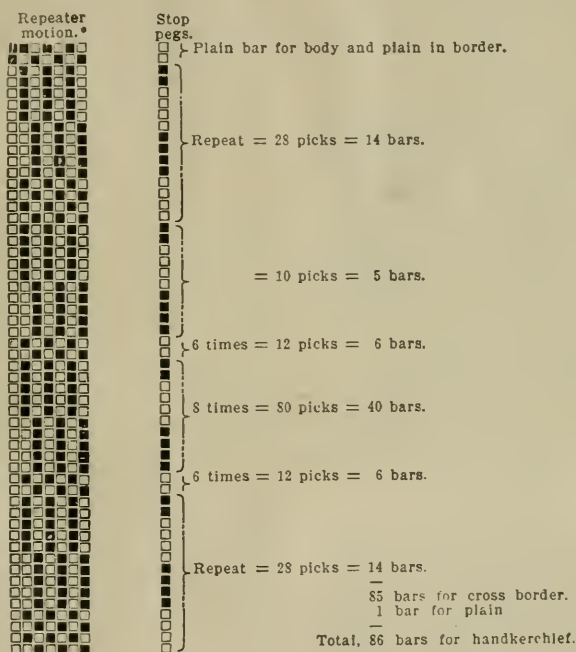 Repeater motion.*
Stop pegs.
Plain bar for body and plain in border.
Repeat = 28 picks = 14 bars.
= 10 picks = 5 bars.
6 times = 12 picks = 6 bars.
8 times = 80 picks = 40 bars.
6 times = 12 picks = 6 bars.
Repeat = 28 picks = 14 bars.
85 bars for cross border.
1 bar for plain
Total, 86 bars for handkerchief.